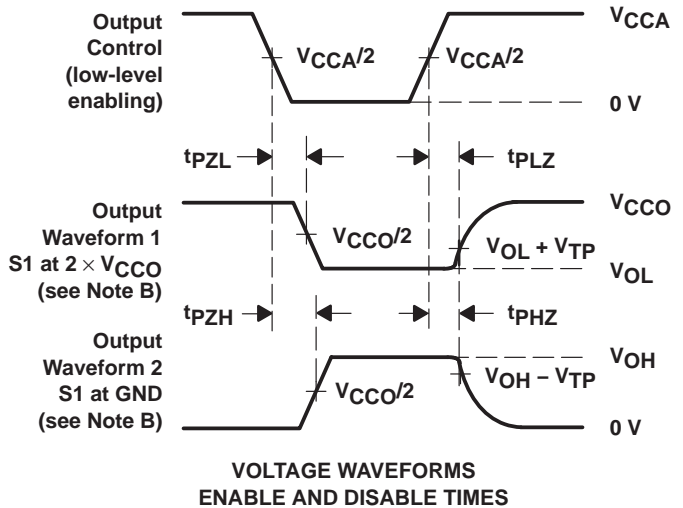 Output
Control
(low-level
enabling)
VCCA/2
VCCA/2
VCCA
0 V
tPZL
tPLZ
Output
Waveform 1
S1 at 2 × VCCO
(see Note B)
VCCO/2
VOL + VTP
VCCO
VOL
tPZH
tPHZ
Output
Waveform 2
S1 at GND
(see Note B)
VCCO/2
VOH − VTP
VOH
0 V
VOLTAGE WAVEFORMS
ENABLE AND DISABLE TIMES